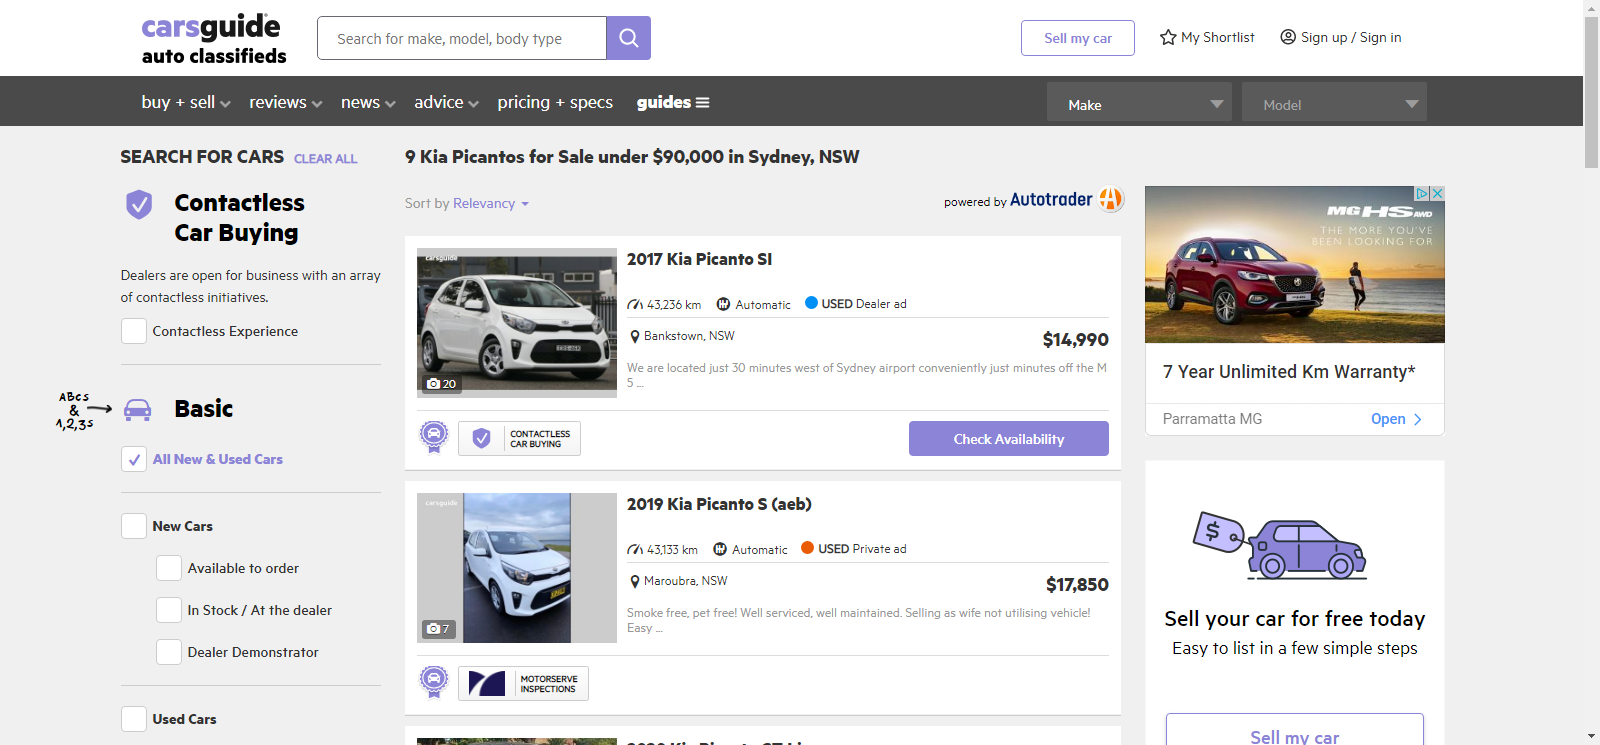 carsguide
auto classifieds
Search for make, model, body type
Sell my car
My Shortlist
Sign up / Sign in
buy + sell
reviews
news
advice
pricing + specs
guides
Make
Model
SEARCH FOR CARS
CLEAR ALL
Contactless
Car Buying
Dealers are open for business with an array
of contactless initiatives.
Contactless Experience
ABCs
&
1,2,3s
Basic
All New & Used Cars
New Cars
Available to order
In Stock / At the dealer
Dealer Demonstrator
Used Cars
9 Kia Picantos for Sale under $90,000 in Sydney, NSW
Sort by Relevancy
powered by Autotrader
carsguide
20
2017 Kia Picanto SI
43,236 km
Automatic
USED Dealer ad
Bankstown, NSW
$14,990
We are located just 30 minutes west of Sydney airport conveniently just minutes off the M
5 ...
CONTACTLESS
CAR BUYING
Check Availability
carsguide
7
2019 Kia Picanto S (aeb)
43,133 km
Automatic
USED Private ad
Maroubra, NSW
$17,850
Smoke free, pet free! Well serviced, well maintained. Selling as wife not utilising vehicle!
Easy ...
MOTORSERVE
INSPECTIONS
MG HS AWD
THE MORE YOU'VE
BEEN LOOKING FOR
7 Year Unlimited Km Warranty*
Parramatta MG
Open
Sell your car for free today
Easy to list in a few simple steps
Sell my car